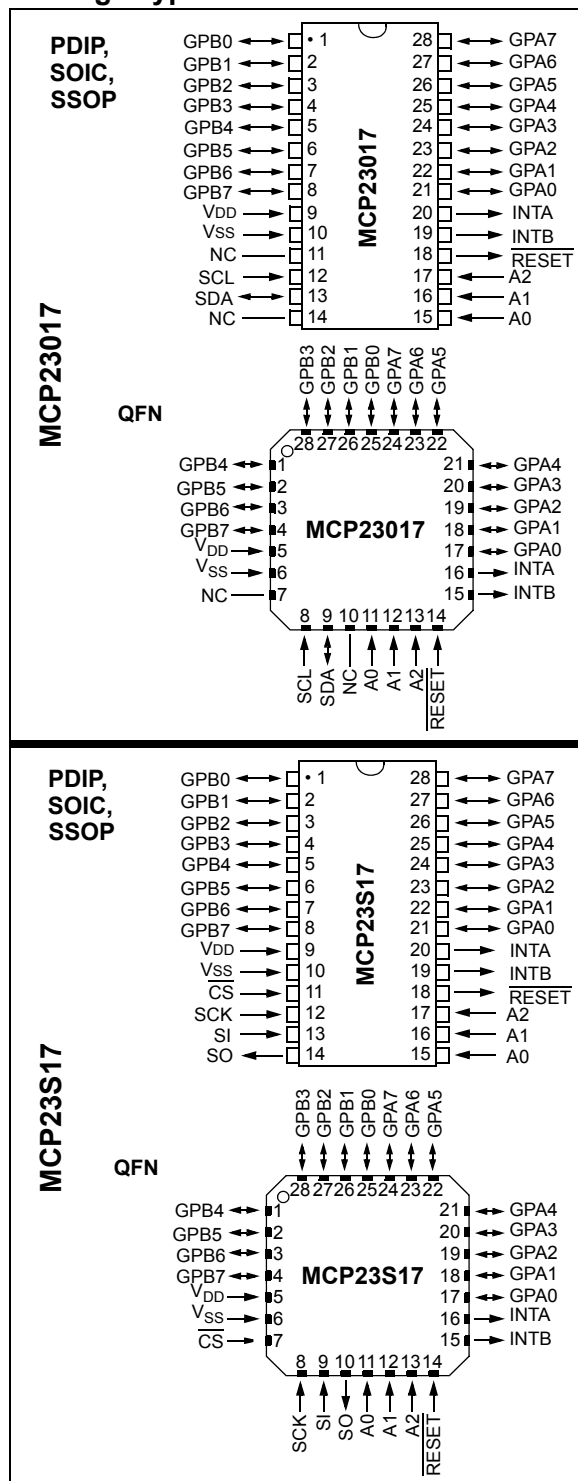 PDIP,
SOIC,
SSOP
GPB0 1 28 GPA7
GPB1 2 27 GPA6
GPB2 3 26 GPA5
GPB3 4 25 GPA4
GPB4 5 24 GPA3
GPB5 6 23 GPA2
GPB6 7 22 GPA1
GPB7 8 21 GPA0
VDD 9 20 INTA
VSS 10 19 INTB
NC 11 18 RESET
SCL 12 17 A2
SDA 13 16 A1
NC 14 15 A0
MCP23017
MCP23017
QFN
GPB3 GPB2 GPB1 GPB0 GPA7 GPA6 GPA5
28 27 26 25 24 23 22
GPB4 1 21 GPA4
GPB5 2 20 GPA3
GPB6 3 19 GPA2
GPB7 4 MCP23017 18 GPA1
VDD 5 17 GPA0
VSS 6 16 INTA
NC 7 15 INTB
8 9 10 11 12 13 14
SCL SDA NC A0 A1 A2 RESET
PDIP,
SOIC,
SSOP
GPB0 1 28 GPA7
GPB1 2 27 GPA6
GPB2 3 26 GPA5
GPB3 4 25 GPA4
GPB4 5 24 GPA3
GPB5 6 23 GPA2
GPB6 7 22 GPA1
GPB7 8 21 GPA0
VDD 9 20 INTA
VSS 10 19 INTB
CS 11 18 RESET
SCK 12 17 A2
SI 13 16 A1
SO 14 15 A0
MCP23S17
MCP23S17
QFN
GPB3 GPB2 GPB1 GPB0 GPA7 GPA6 GPA5
28 27 26 25 24 23 22
GPB4 1 21 GPA4
GPB5 2 20 GPA3
GPB6 3 19 GPA2
GPB7 4 MCP23S17 18 GPA1
VDD 5 17 GPA0
VSS 6 16 INTA
CS 7 15 INTB
8 9 10 11 12 13 14
SCK SI SO A0 A1 A2 RESET